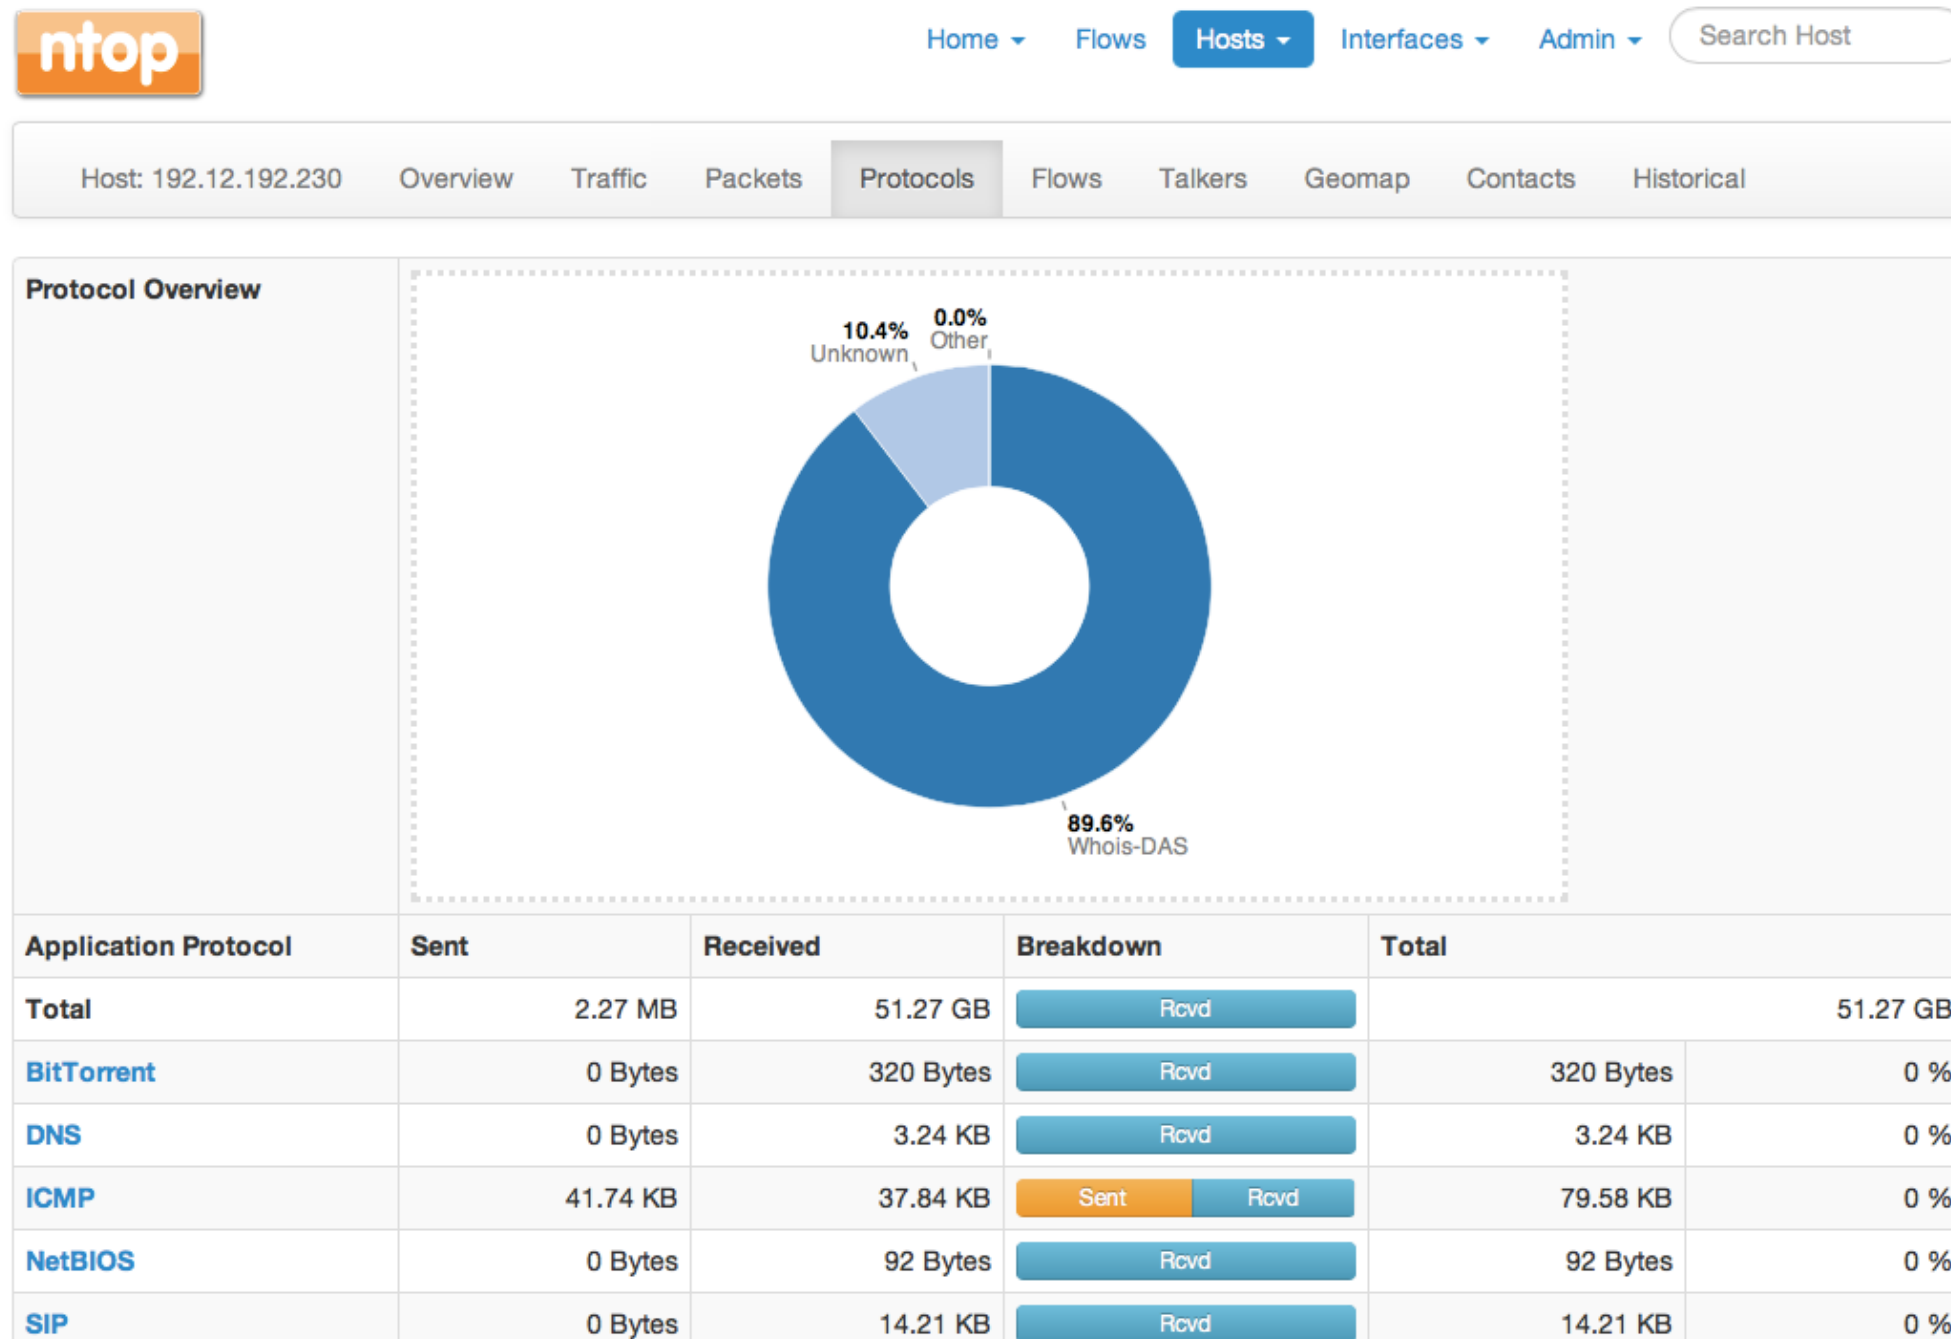 ntop
Home Flows Hosts Interfaces Admin Search Host
Host: 192.12.192.230 Overview Traffic Packets Protocols Flows Talkers Geomap Contacts Historical
Protocol Overview
0.0%
Other
10.4%
Unknown
89.6%
Whois-DAS
Application Protocol Sent Received Breakdown Total
Total 2.27 MB 51.27 GB Rcvd 51.27 GB
BitTorrent 0 Bytes 320 Bytes Rcvd 320 Bytes 0 %
DNS 0 Bytes 3.24 KB Rcvd 3.24 KB 0 %
ICMP 41.74 KB 37.84 KB Sent Rcvd 79.58 KB 0 %
NetBIOS 0 Bytes 92 Bytes Rcvd 92 Bytes 0 %
SIP 0 Bytes 14.21 KB Rcvd 14.21 KB 0 %